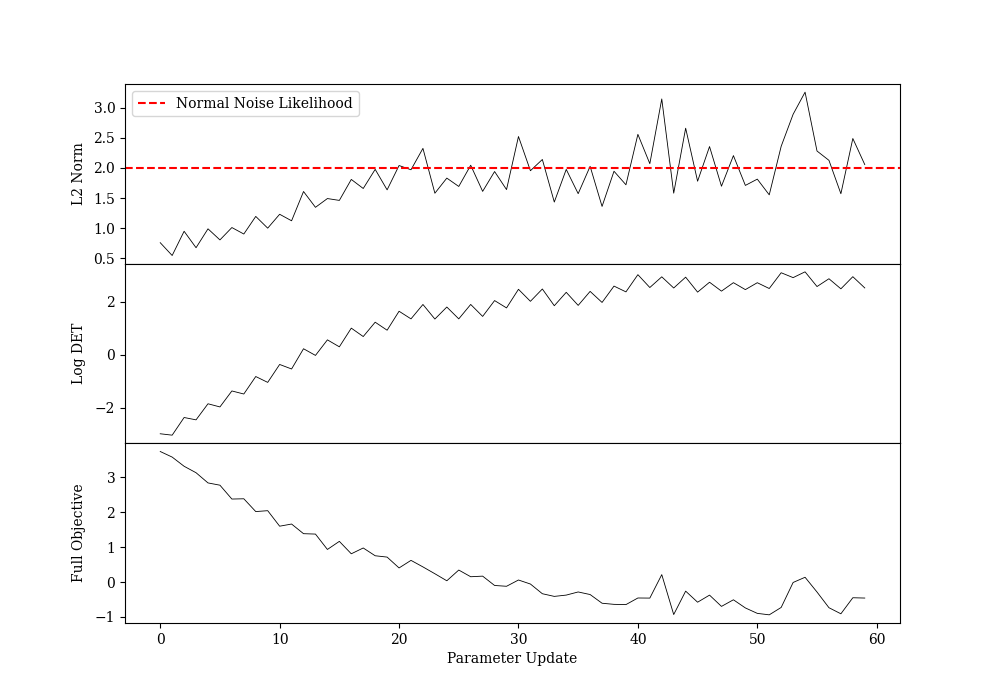 Normal Noise Likelihood
L2 Norm
3.0
2.5
2.0
1.5
1.0
0.5
Log DET
2
0
−2
Full Objective
3
2
1
0
−1
0 10 20 30 40 50 60
Parameter Update